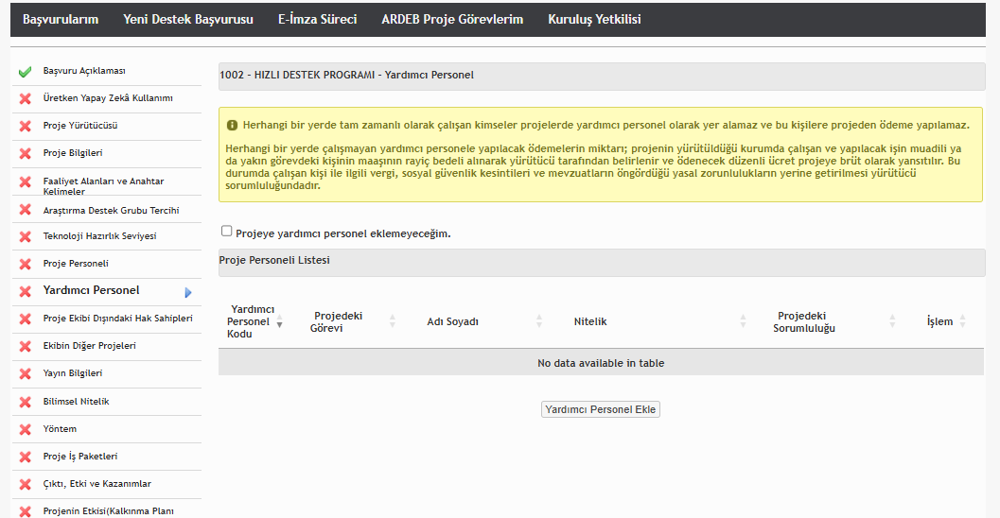 Başvurularım Yeni Destek Başvurusu E-İmza Süreci ARDEB Proje Görevlerim Kuruluş Yetkilisi
Başvuru Açıklaması
Üretken Yapay Zekâ Kullanımı
Proje Yürütücüsü
Proje Bilgileri
Faaliyet Alanları ve Anahtar
Kelimeler
Araştırma Destek Grubu Tercihi
Teknoloji Hazırlık Seviyesi
Proje Personeli
Yardımcı Personel
Proje Ekibi Dışındaki Hak Sahipleri
Ekibin Diğer Projeleri
Yayın Bilgileri
Bilimsel Nitelik
Yöntem
Proje İş Paketleri
Çıktı, Etki ve Kazanımlar
Projenin Etkisi(Kalkınma Planı
1002 - HIZLI DESTEK PROGRAMI - Yardımcı Personel
Herhangi bir yerde tam zamanlı olarak çalışan kimseler projelerde yardımcı personel olarak yer alamaz ve bu kişilere projeden ödeme yapılamaz.
Herhangi bir yerde çalışmayan yardımcı personele yapılacak ödemelerin miktarı; projenin yürütüldüğü kurumda çalışan ve yapılacak işin muadili ya
da yakın görevdeki kişinin maaşının rayiç bedeli alınarak yürütücü tarafından belirlenir ve ödenecek düzenli ücret projeye brüt olarak yansıtılır. Bu
durumda çalışan kişi ile ilgili vergi, sosyal güvenlik kesintileri ve mevzuatların öngördüğü yasal zorunlulukların yerine getirilmesi yürütücü
sorumluluğundadır.
Projeye yardımcı personel eklemeyeceğim.
Proje Personeli Listesi
Yardımcı
Personel
Kodu
Projedeki
Görevi
Adı Soyadı
Nitelik
Projedeki
Sorumluluğu
İşlem
No data available in table
Yardımcı Personel Ekle